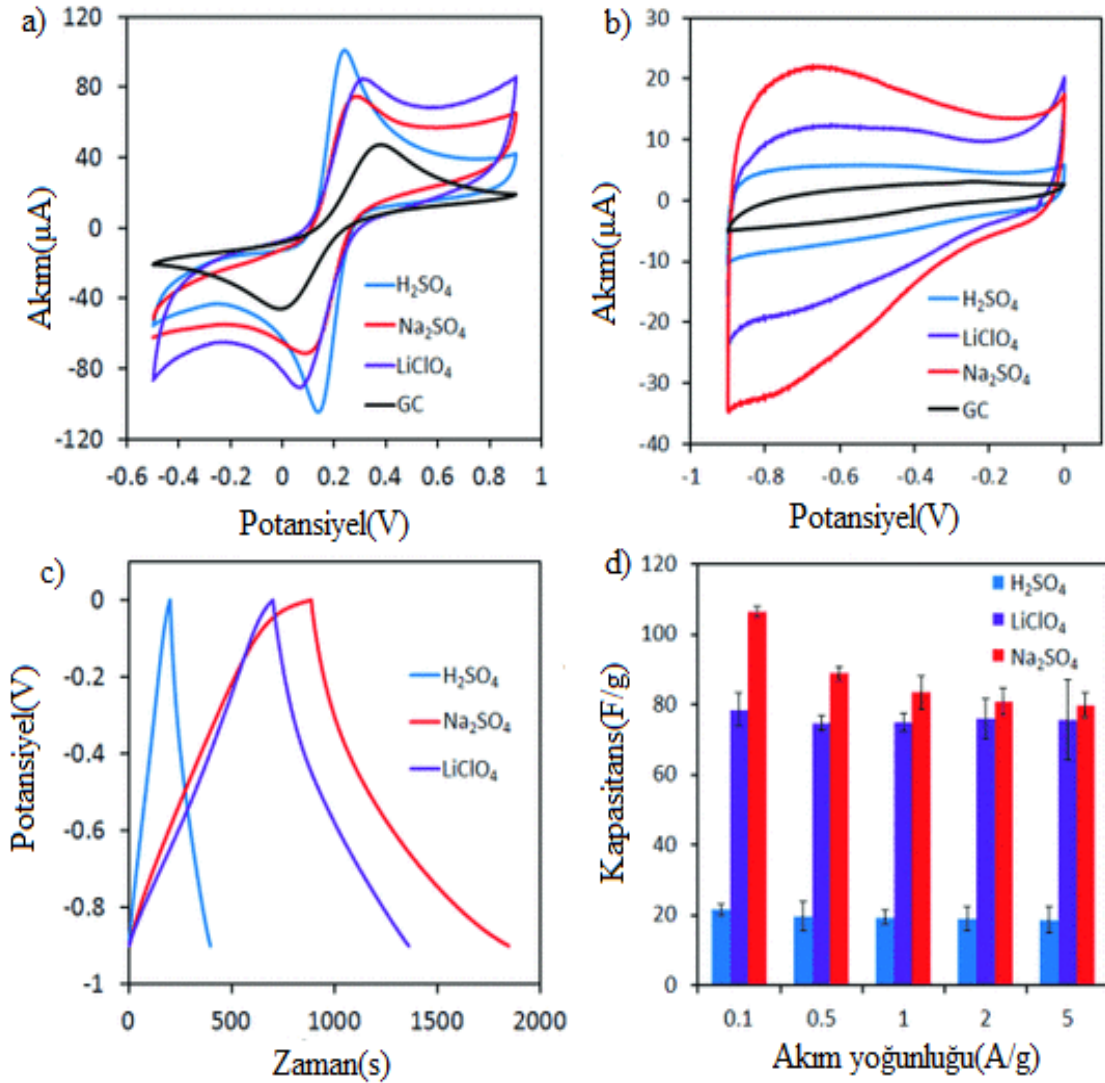 a)
120
80
40
0
-40
-80
-120
Akım(µA)
H₂SO₄
Na₂SO₄
LiClO₄
GC
-0.6 -0.4 -0.2 0 0.2 0.4 0.6 0.8 1
Potansiyel(V)
b)
30
20
10
0
-10
-20
-30
-40
Akım(µA)
H₂SO₄
LiClO₄
Na₂SO₄
GC
-1 -0.8 -0.6 -0.4 -0.2 0
Potansiyel(V)
c)
0
-0.2
-0.4
-0.6
-0.8
-1
Potansiyel(V)
H₂SO₄
Na₂SO₄
LiClO₄
0 500 1000 1500 2000
Zaman(s)
d)
120
100
80
60
40
20
0
Kapasitans(F/g)
H₂SO₄
LiClO₄
Na₂SO₄
0.1 0.5 1 2 5
Akım yoğunluğu(A/g)